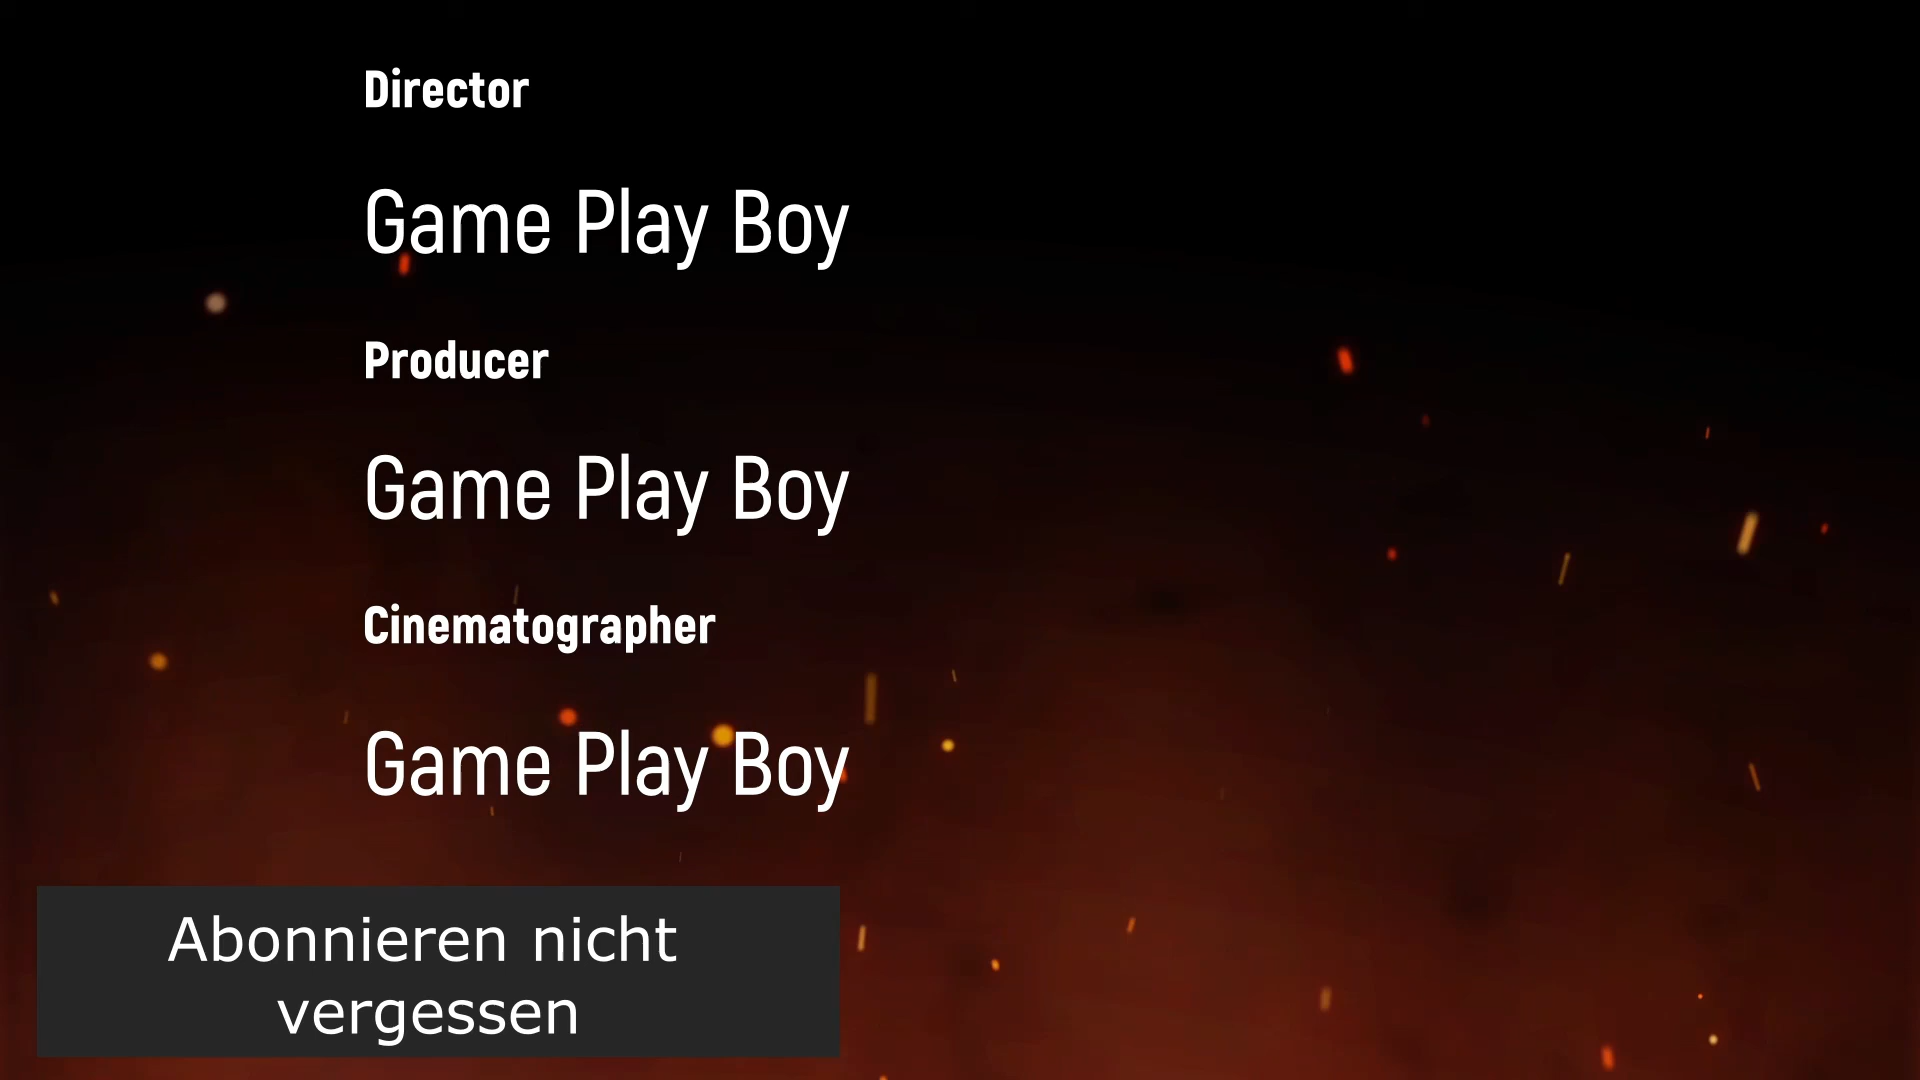 Director
Game Play Boy
Producer
Game Play Boy
Cinematographer
Game Play Boy
Abonnieren nicht
vergessen